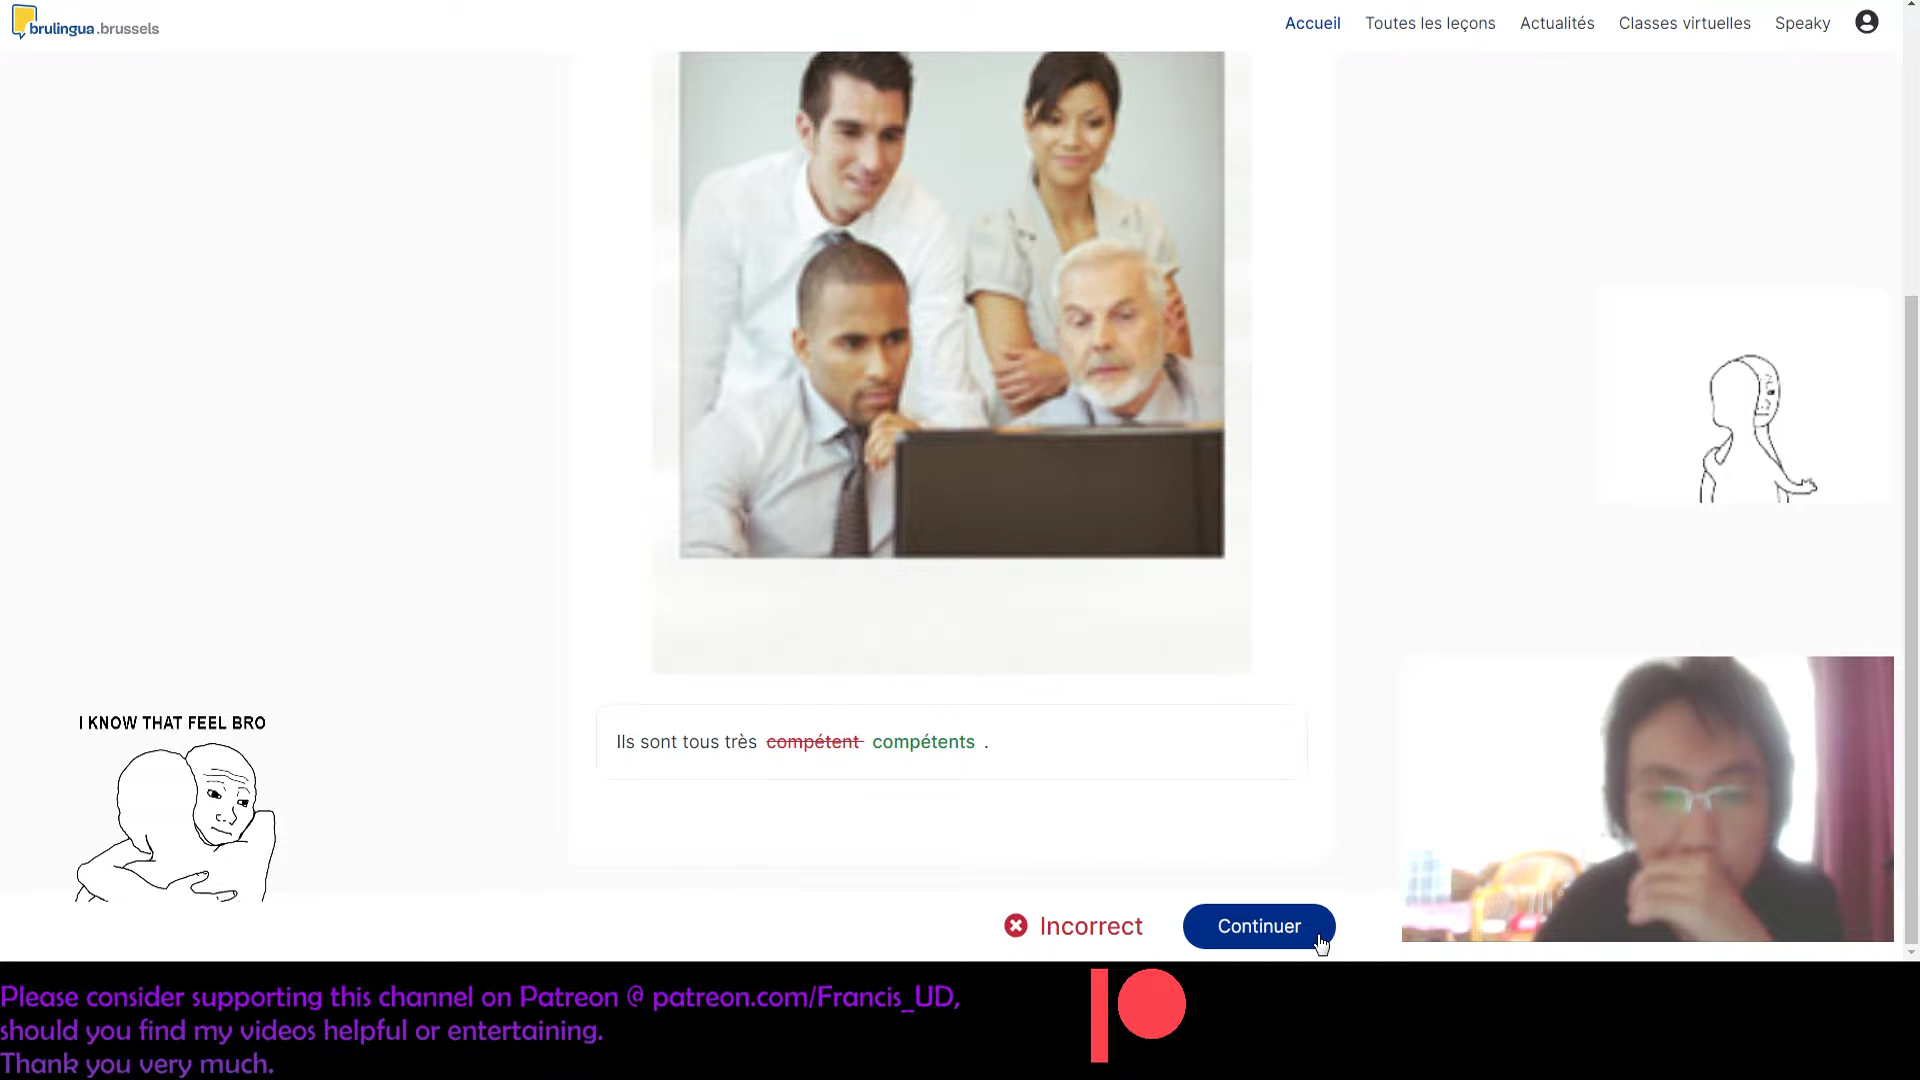 brulingua.brussels
Accueil Toutes les leçons Actualités Classes virtuelles Speaky
I KNOW THAT FEEL BRO
Ils sont tous très compétent compétents .
Incorrect Continuer
Please consider supporting this channel on Patreon @ patreon.com/Francis_UD,
should you find my videos helpful or entertaining.
Thank you very much.